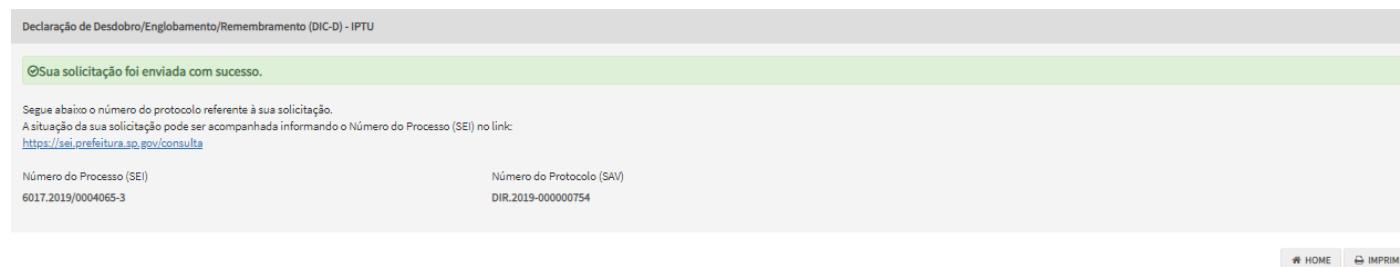 Declaração de Desdobro/Englobamento/Remembramento (DIC-D) - IPTU
Sua solicitação foi enviada com sucesso.
Segue abaixo o número do protocolo referente à sua solicitação.
A situação da sua solicitação pode ser acompanhada informando o Número do Processo (SEI) no link:
https://sei.prefeitura.sp.gov/consulta
Número do Processo (SEI) Número do Protocolo (SAV)
6017.2019/0004065-3 DIR.2019-000000754
HOME IMPRIM